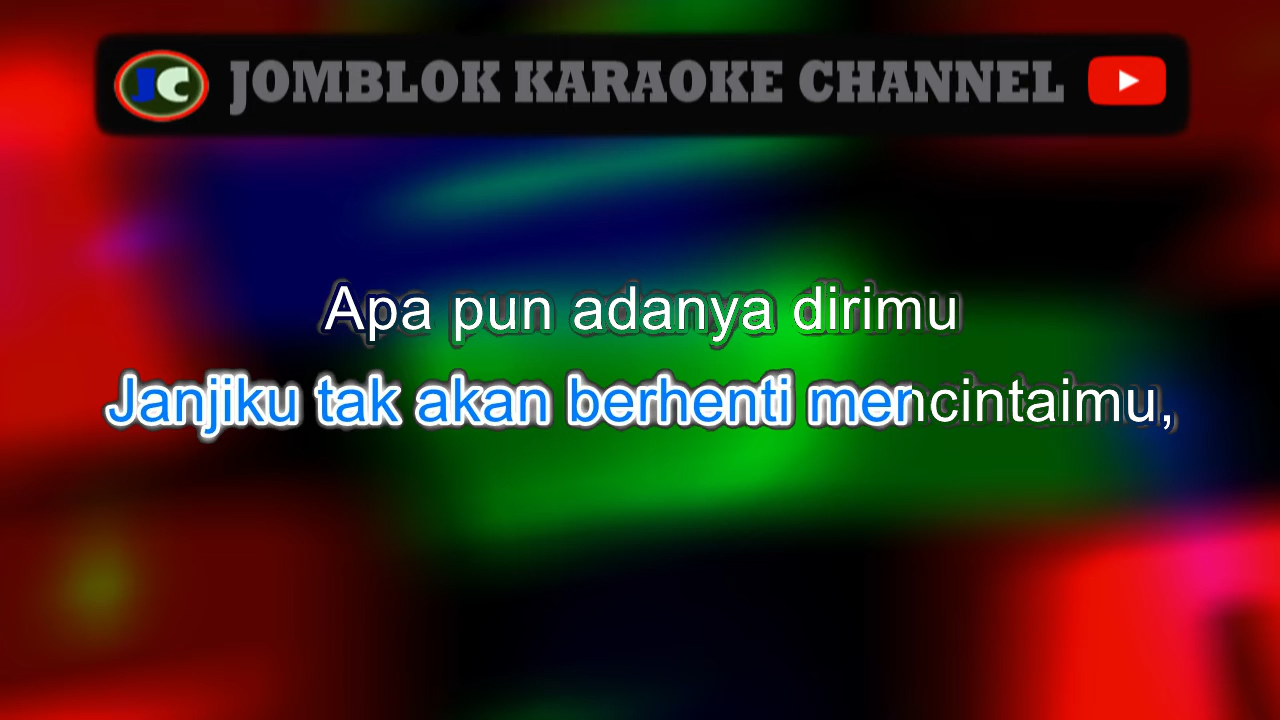 JC JOMBLOK KARAOKE CHANNEL
Apa pun adanya dirimu
Janjiku tak akan berhenti mencintaimu,